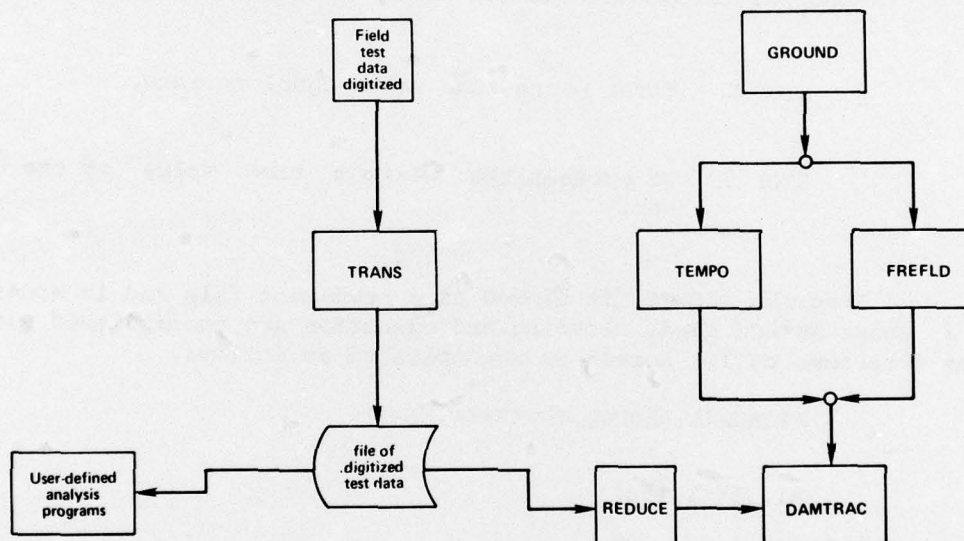 Field
test
data
digitized
GROUND
TRANS
TEMPO
FREFLD
file of
.digitized
test data
User-defined
analysis
programs
REDUCE
DAMTRAC